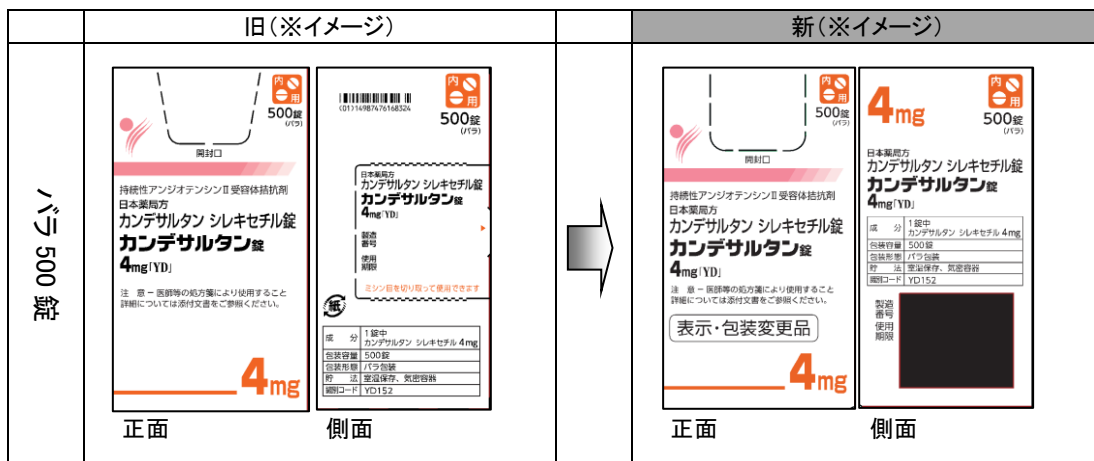 旧(※イメージ)
新(※イメージ)
バラ 500 錠
内
用
500錠
(バラ)
開封口
持続性アンジオテンシンⅡ受容体拮抗剤
日本薬局方
カンデサルタン シレキセチル錠
カンデサルタン錠
4mg「YD」
注 意 − 医師等の処方箋により使用すること
詳細については添付文書をご参照ください。
4mg
正面
(01)14987476168324
内
用
500錠
(バラ)
日本薬局方
カンデサルタン シレキセチル錠
カンデサルタン錠
4mg「YD」
製造
番号
使用
期限
ミシン目を切り取って使用できます
紙
成 分 1錠中
カンデサルタン シレキセチル 4mg
包装容量 500錠
包装形態 バラ包装
貯 法 室温保存、気密容器
識別コード YD152
側面
内
用
500錠
(バラ)
開封口
持続性アンジオテンシンⅡ受容体拮抗剤
日本薬局方
カンデサルタン シレキセチル錠
カンデサルタン錠
4mg「YD」
注 意 − 医師等の処方箋により使用すること
詳細については添付文書をご参照ください。
表示・包装変更品
4mg
正面
4mg
内
用
500錠
(バラ)
日本薬局方
カンデサルタン シレキセチル錠
カンデサルタン錠
4mg「YD」
成 分 1錠中
カンデサルタン シレキセチル 4mg
包装容量 500錠
包装形態 バラ包装
貯 法 室温保存、気密容器
識別コード YD152
製造
番号
使用
期限
側面